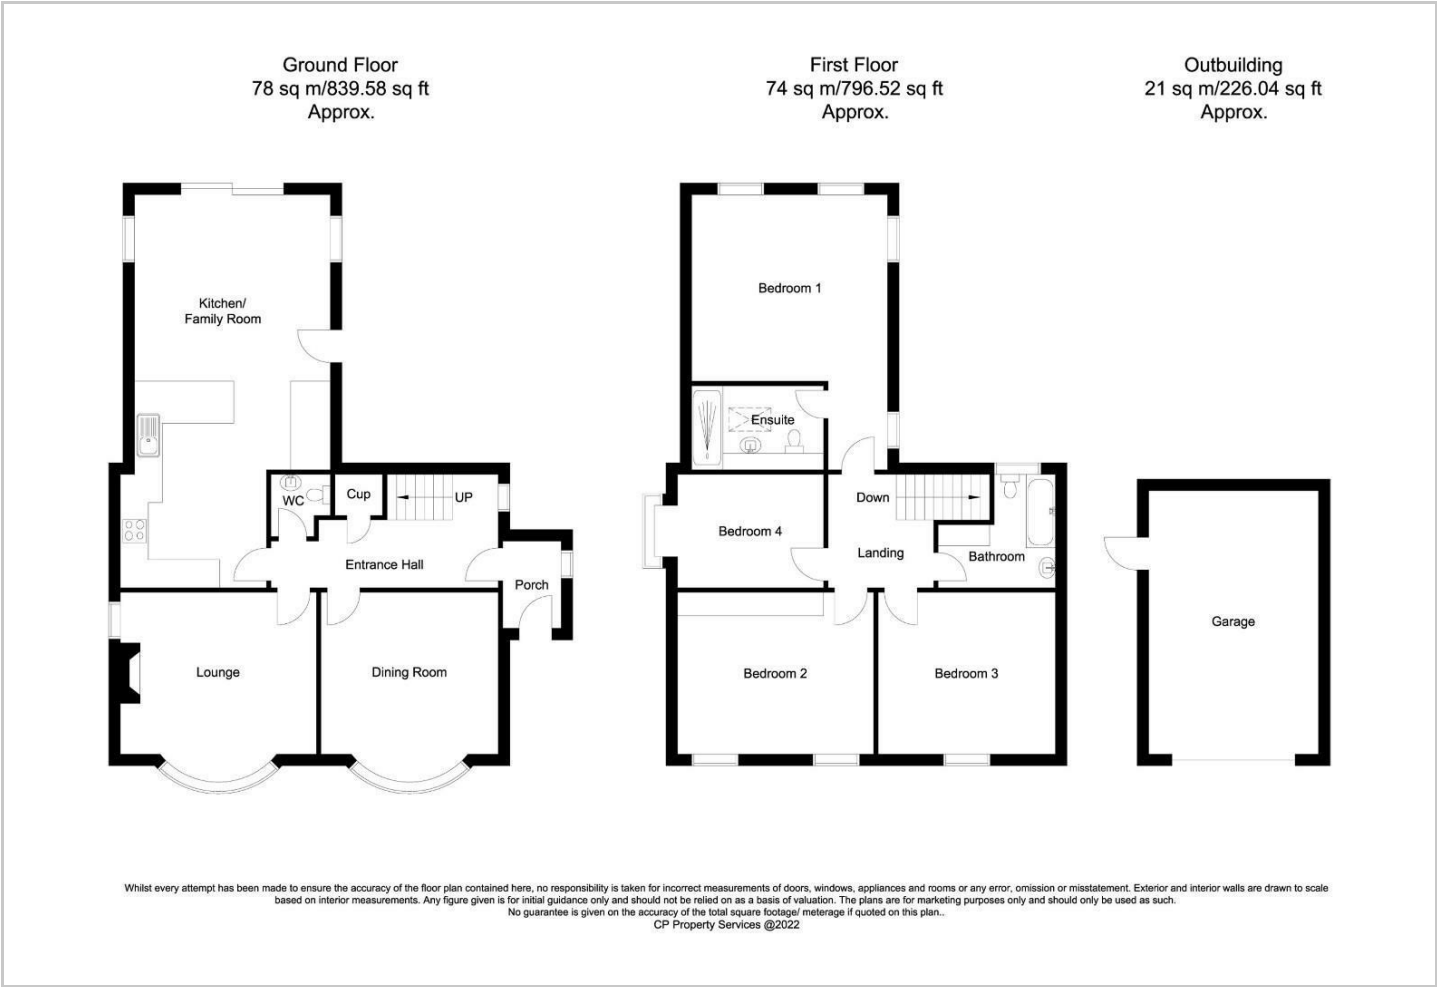 Ground Floor
78 sq m/839.58 sq ft
Approx.
First Floor
74 sq m/796.52 sq ft
Approx.
Outbuilding
21 sq m/226.04 sq ft
Approx.
Kitchen/
Family Room
WC
Cup
UP
Entrance Hall
Porch
Lounge
Dining Room
Bedroom 1
Ensuite
Down
Bedroom 4
Landing
Bathroom
Bedroom 2
Bedroom 3
Garage
Whilst every attempt has been made to ensure the accuracy of the floor plan contained here, no responsibility is taken for incorrect measurements of doors, windows, appliances and rooms or any error, omission or misstatement. Exterior and interior walls are drawn to scale
based on interior measurements. Any figure given is for initial guidance only and should not be relied on as a basis of valuation. The plans are for marketing purposes only and should only be used as such.
No guarantee is given on the accuracy of the total square footage/ meterage if quoted on this plan..
CP Property Services @2022